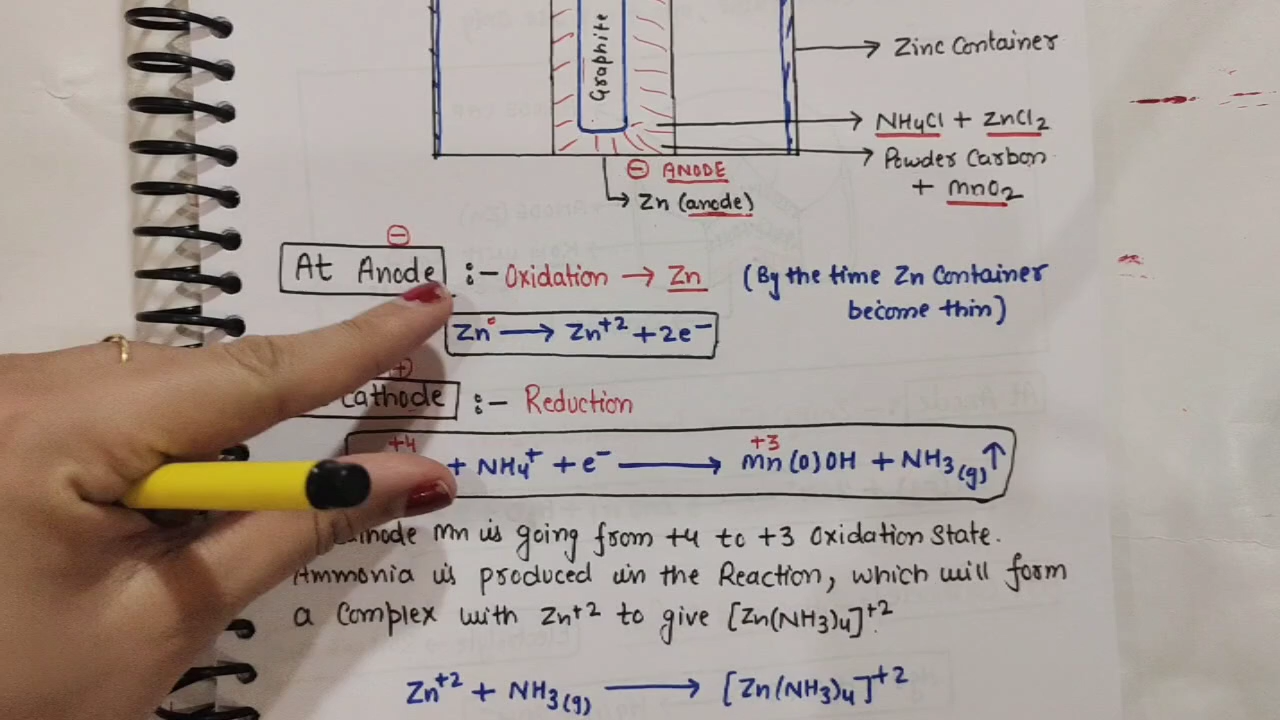 Graphite
Zinc Container
NH4Cl + ZnCl2
Powder Carbon
+ MnO2
⊖ ANODE
Zn (anode)
⊖
At Anode :- Oxidation → Zn (By the time Zn Container
become thin)
Zn° → Zn+2 + 2e-
⊕
Cathode :- Reduction
+4 +3
+ NH4+ + e- → Mn(O)OH + NH3(g)↑
Mn is going from +4 to +3 Oxidation State.
Ammonia is produced in the Reaction, which will form
a Complex with Zn+2 to give [Zn(NH3)4]+2.
Zn+2 + NH3(g) → [Zn(NH3)4]+2